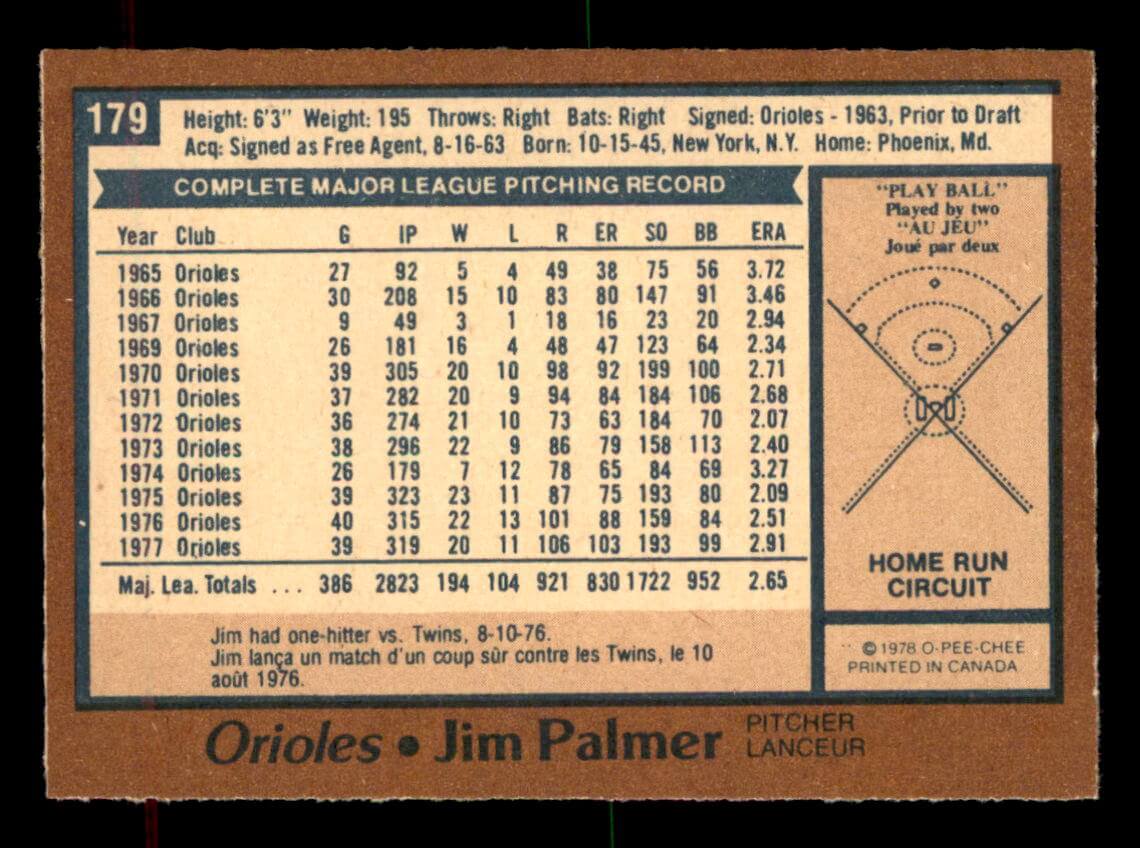 179
Height: 6'3" Weight: 195 Throws: Right Bats: Right Signed: Orioles - 1963, Prior to Draft
Acq: Signed as Free Agent, 8-16-63 Born: 10-15-45, New York, N.Y. Home: Phoenix, Md.
COMPLETE MAJOR LEAGUE PITCHING RECORD
Year Club G IP W L R ER SO BB ERA
1965 Orioles 27 92 5 4 49 38 75 56 3.72
1966 Orioles 30 208 15 10 83 80 147 91 3.46
1967 Orioles 9 49 3 1 18 16 23 20 2.94
1969 Orioles 26 181 16 4 48 47 123 64 2.34
1970 Orioles 39 305 20 10 98 92 199 100 2.71
1971 Orioles 37 282 20 9 94 84 184 106 2.68
1972 Orioles 36 274 21 10 73 63 184 70 2.07
1973 Orioles 38 296 22 9 86 79 158 113 2.40
1974 Orioles 26 179 7 12 78 65 84 69 3.27
1975 Orioles 39 323 23 11 87 75 193 80 2.09
1976 Orioles 40 315 22 13 101 88 159 84 2.51
1977 Orioles 39 319 20 11 106 103 193 99 2.91
Maj. Lea. Totals ... 386 2823 194 104 921 830 1722 952 2.65
Jim had one-hitter vs. Twins, 8-10-76.
Jim lança un match d'un coup sûr contre les Twins, le 10
août 1976.
"PLAY BALL"
Played by two
"AU JÉU"
Joué par deux
HOME RUN
CIRCUIT
©1978 O-PEE-CHEE
PRINTED IN CANADA
Orioles • Jim Palmer
PITCHER
LANCEUR